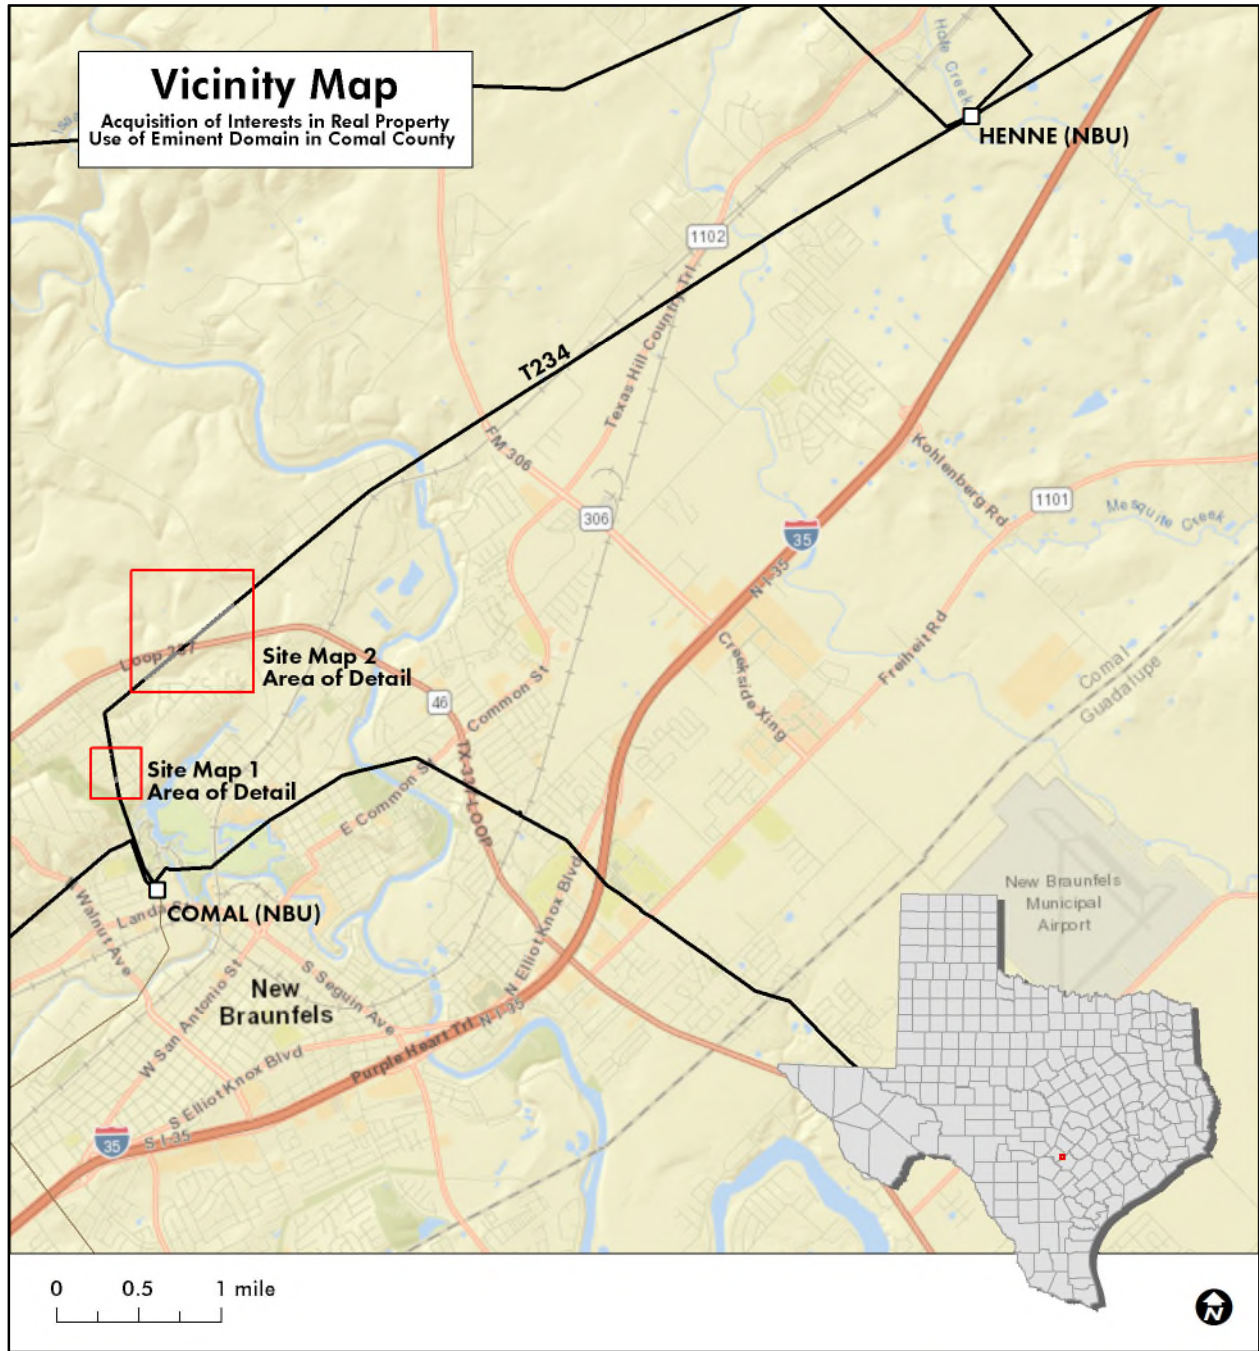 Vicinity Map
Acquisition of Interests in Real Property
Use of Eminent Domain in Comal County
Creek
HENNE (NBU)
1102
Texas Hill Country Trl
T234
FM 306
306
Kohlenberg Rd
1101
Mesquite Creek
35
N-I-35
Freiheit Rd
Creekside Xing
Comal
Guadalupe
Loop 337
Site Map 2
Area of Detail
46
Common St
TX-337-LOOP
Site Map 1
Area of Detail
E Common St
New Braunfels
Municipal
Airport
N Walnut Ave
Landa St
COMAL (NBU)
W San Antonio St
S Seguin Ave
New
Braunfels
N Elliot Knox Blvd
N-I-35
Purple Heart Trl
S Elliot Knox Blvd
35
S I-35
0 0.5 1 mile
N